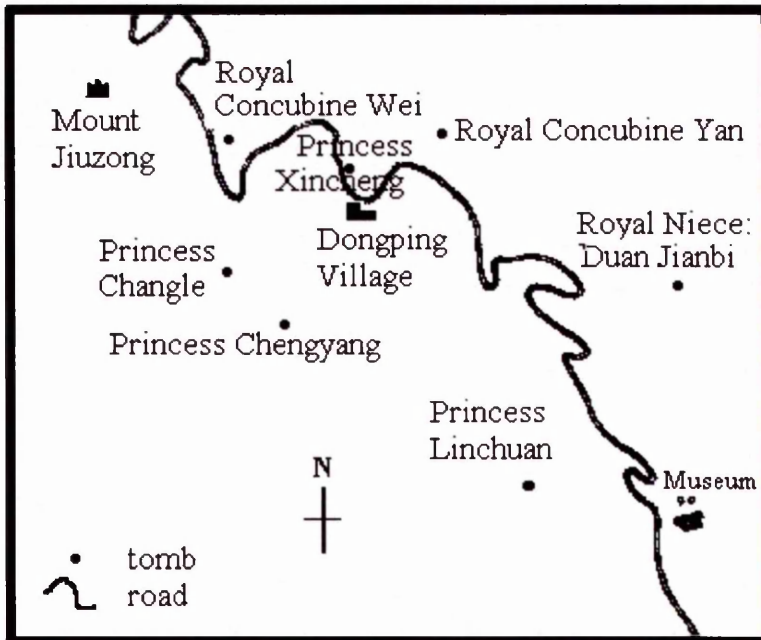 Royal
Concubine Wei
Mount
Jiuzong
Royal Concubine Yan
Princess
Xincheng
Royal Niece:
Duan Jianbi
Dongping
Village
Princess
Changle
Princess Chengyang
Princess
Linchuan
N
Museum
tomb
road